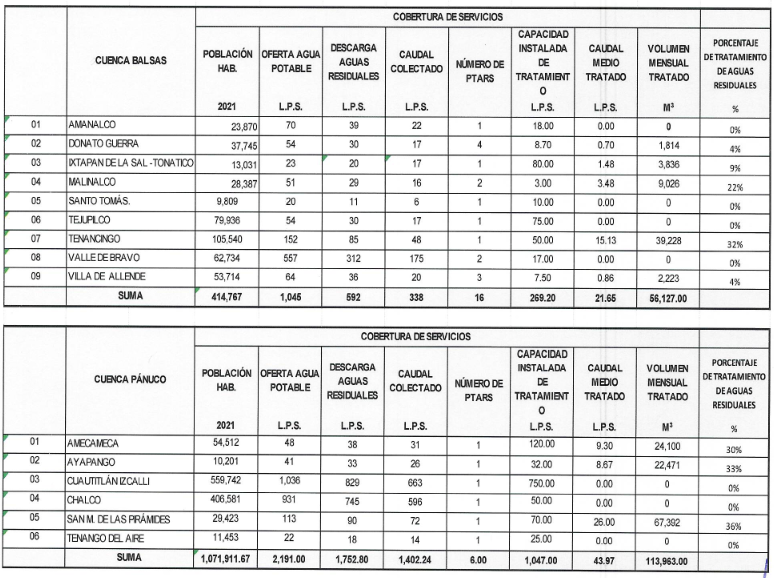 COBERTURA DE SERVICIOS
CUENCA BALSAS | POBLACIÓN HAB. 2021 | OFERTA AGUA POTABLE L.P.S. | DESCARGA AGUAS RESIDUALES L.P.S. | CAUDAL COLECTADO L.P.S. | NÚMERO DE PTARS | CAPACIDAD INSTALADA DE TRATAMIENTO L.P.S. | CAUDAL MEDIO TRATADO L.P.S. | VOLUMEN MENSUAL TRATADO M³ | PORCENTAJE DE TRATAMIENTO DE AGUAS RESIDUALES %
01 AMANALCO 23,870 70 39 22 1 18.00 0.00 0 0%
02 DONATO GUERRA 37,745 54 30 17 4 8.70 0.70 1,814 4%
03 IXTAPAN DE LA SAL -TONATICO 13,031 23 20 17 1 80.00 1.48 3,836 9%
04 MALINALCO 28,387 51 29 16 2 3.00 3.48 9,026 22%
05 SANTO TOMÁS. 9,809 20 11 6 1 10.00 0.00 0 0%
06 TEJUPILCO 79,936 54 30 17 1 75.00 0.00 0 0%
07 TENANCINGO 105,540 152 85 48 1 50.00 15.13 39,228 32%
08 VALLE DE BRAVO 62,734 557 312 175 2 17.00 0.00 0 0%
09 VILLA DE ALLENDE 53,714 64 36 20 3 7.50 0.86 2,223 4%
SUMA 414,767 1,045 592 338 16 269.20 21.65 56,127.00
COBERTURA DE SERVICIOS
CUENCA PÁNUCO | POBLACIÓN HAB. 2021 | OFERTA AGUA POTABLE L.P.S. | DESCARGA AGUAS RESIDUALES L.P.S. | CAUDAL COLECTADO L.P.S. | NÚMERO DE PTARS | CAPACIDAD INSTALADA DE TRATAMIENTO L.P.S. | CAUDAL MEDIO TRATADO L.P.S. | VOLUMEN MENSUAL TRATADO M³ | PORCENTAJE DE TRATAMIENTO DE AGUAS RESIDUALES %
01 AMECAMECA 54,512 48 38 31 1 120.00 9.30 24,100 30%
02 AYAPANGO 10,201 41 33 26 1 32.00 8.67 22,471 33%
03 CUAUTITLÁN IZCALLI 559,742 1,036 829 663 1 750.00 0.00 0 0%
04 CHALCO 406,581 931 745 596 1 50.00 0.00 0 0%
05 SAN M. DE LAS PIRÁMIDES 29,423 113 90 72 1 70.00 26.00 67,392 36%
06 TENANGO DEL AIRE 11,453 22 18 14 1 25.00 0.00 0 0%
SUMA 1,071,911.67 2,191.00 1,752.80 1,402.24 6.00 1,047.00 43.97 113,963.00